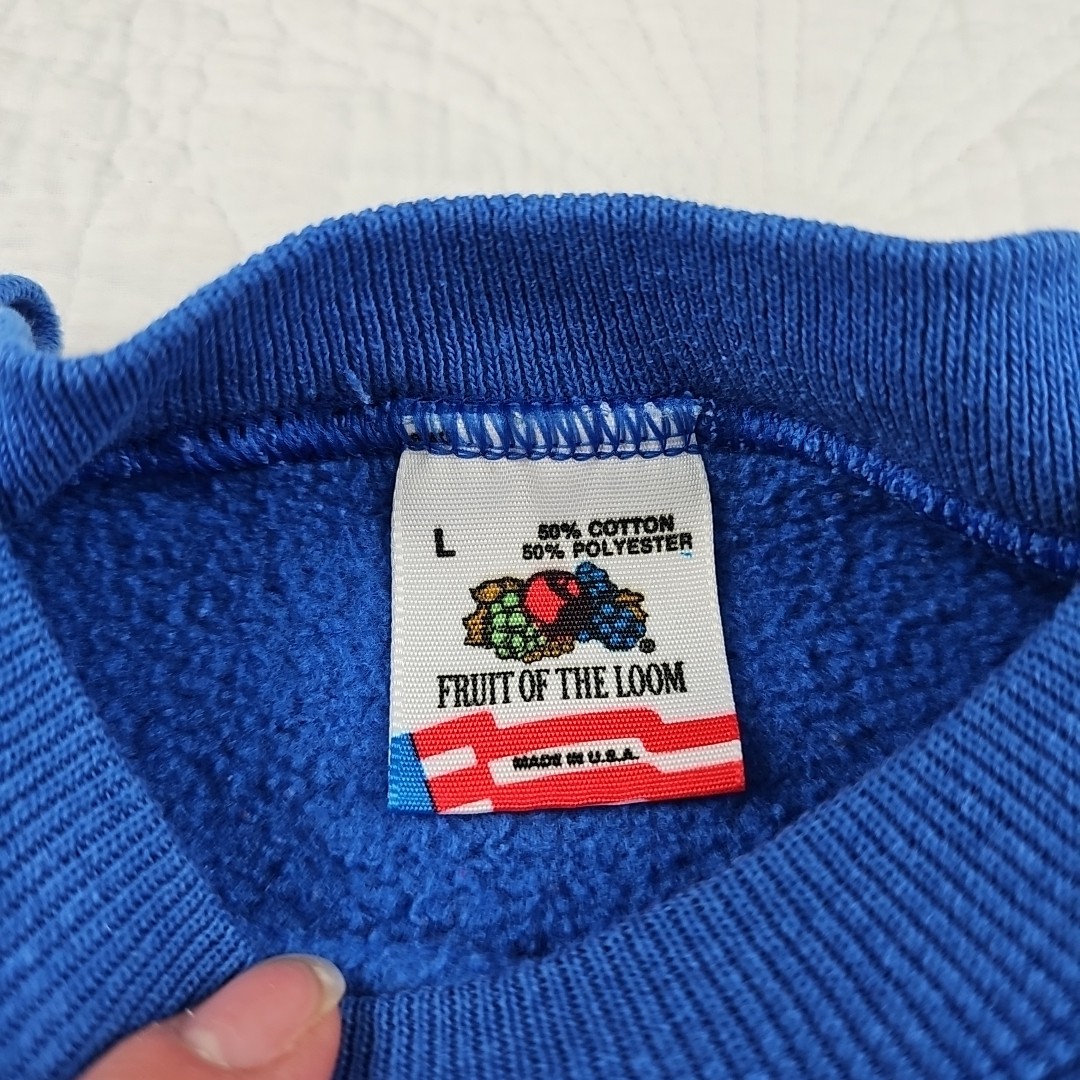 L
50% COTTON
50% POLYESTER
®
FRUIT OF THE LOOM
MADE IN U.S.A.